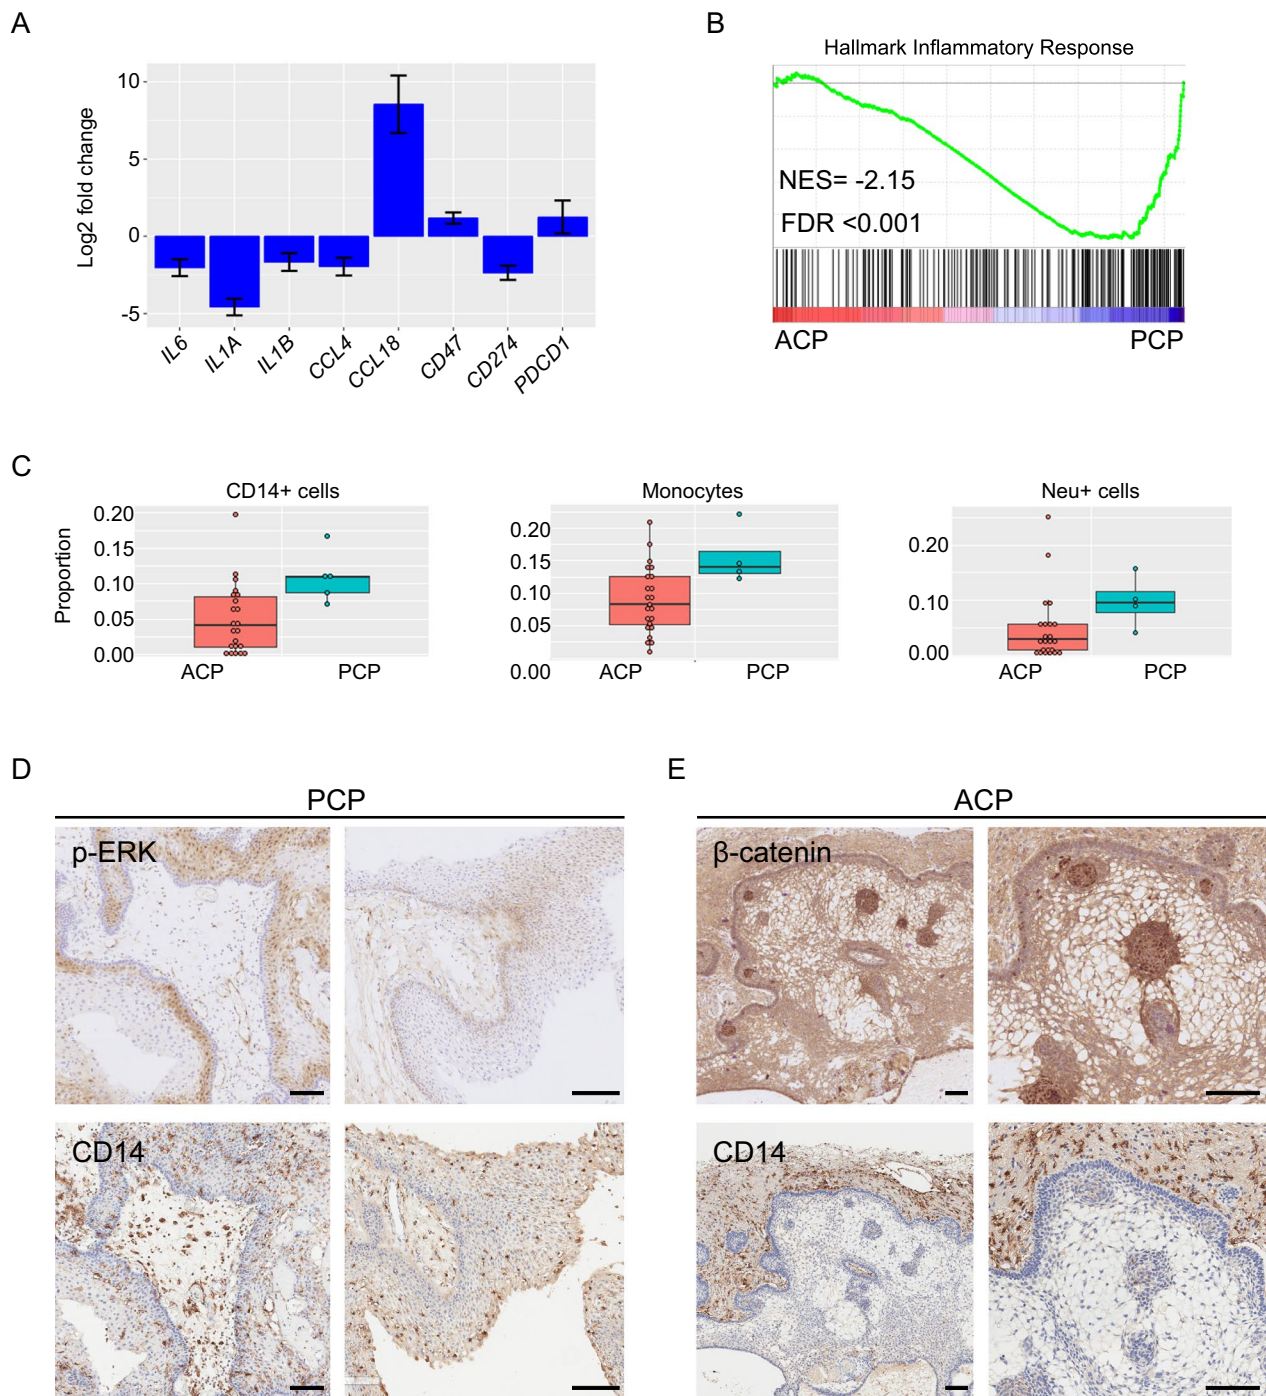 A
Log2 fold change
10
5
0
-5
IL6
IL1A
IL1B
CCL4
CCL18
CD47
CD274
PDCD1
B
Hallmark Inflammatory Response
NES= -2.15
FDR <0.001
ACP
PCP
C
CD14+ cells
Proportion
0.20
0.15
0.10
0.05
0.00
ACP
PCP
Monocytes
0.20
0.15
0.10
0.05
0.00
ACP
PCP
Neu+ cells
0.20
0.10
0.00
ACP
PCP
D
PCP
p-ERK
CD14
E
ACP
β-catenin
CD14